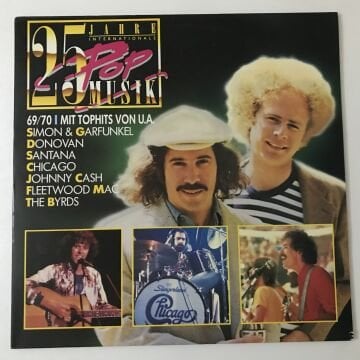 25 JAHRE
INTERNATIONALE
Pop
MUSIK
69/70 I MIT TOPHITS VON U.A.
SIMON & GARFUNKEL
DONOVAN
SANTANA
CHICAGO
JOHNNY CASH
FLEETWOOD MAC
THE BYRDS
Slingerland
Chicago